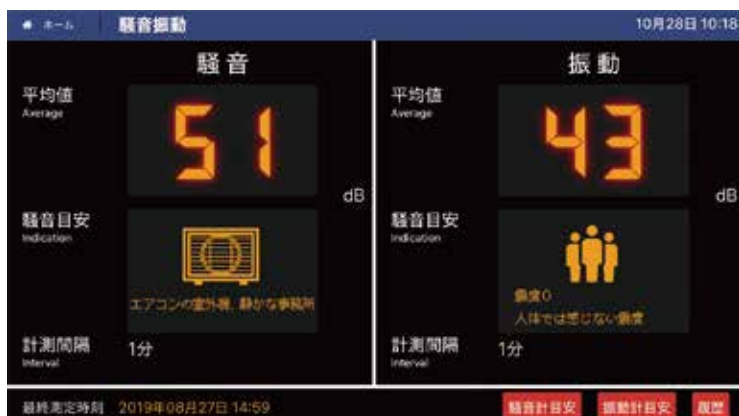 ホーム 騒音振動 10月28日 10:18
騒音
平均値
Average
51
dB
騒音目安
Indication
エアコンの室外機、静かな事務所
計測間隔
Interval
1分
振動
平均値
Average
43
dB
騒音目安
Indication
震度0
人体では感じない震度
計測間隔
Interval
1分
最終測定時刻 2019年08月27日 14:59 騒音計目安 振動計目安 履歴